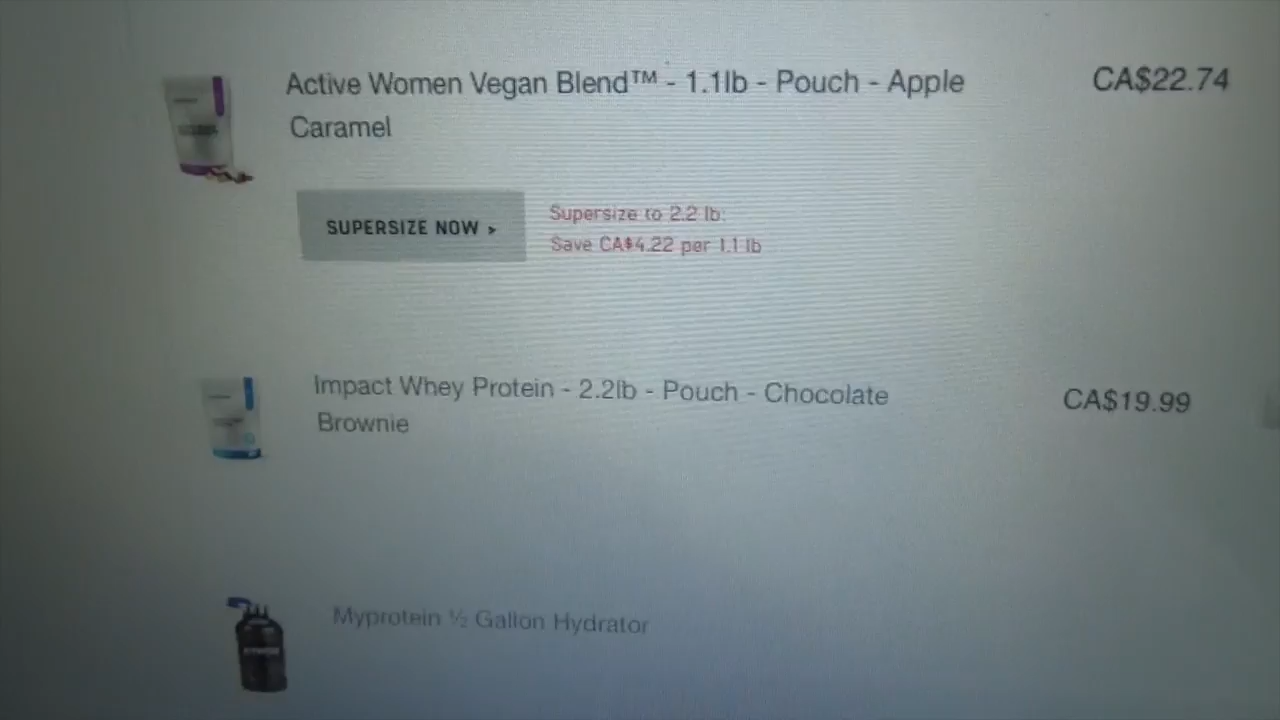 Active Women Vegan Blend™ - 1.1lb - Pouch - Apple CA$22.74
Caramel
SUPERSIZE NOW ▸
Supersize to 2.2 lb:
Save CA$4.22 per 1.1 lb
Impact Whey Protein - 2.2lb - Pouch - Chocolate CA$19.99
Brownie
Myprotein ½ Gallon Hydrator